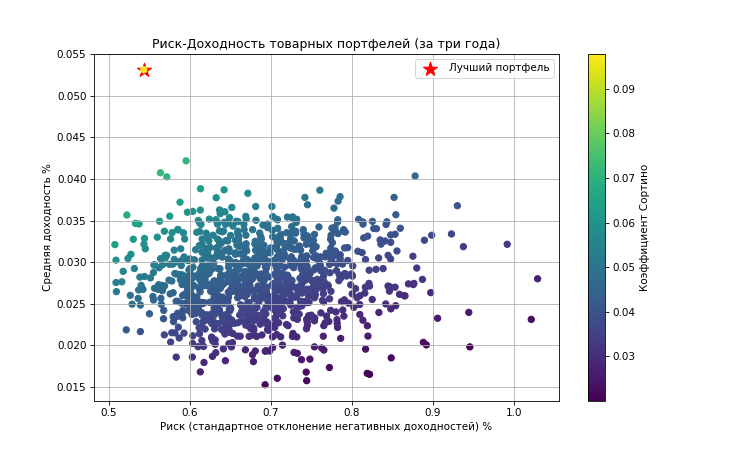 Риск-Доходность товарных портфелей (за три года)
Лучший портфель
Средняя доходность %
0.055
0.050
0.045
0.040
0.035
0.030
0.025
0.020
0.015
0.5 0.6 0.7 0.8 0.9 1.0
Риск (стандартное отклонение негативных доходностей) %
0.09
0.08
0.07
0.06
0.05
0.04
0.03
Коэффициент Сортино